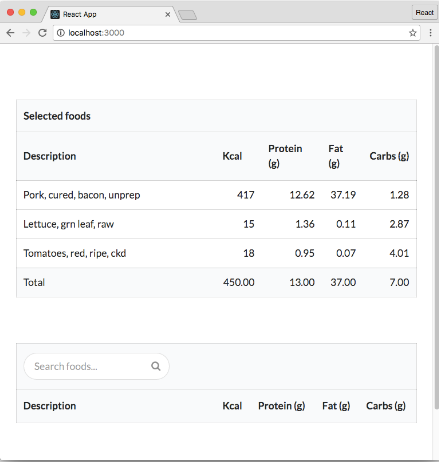 React App
React
localhost:3000
Selected foods
Description Kcal Protein (g) Fat (g) Carbs (g)
Pork, cured, bacon, unprep 417 12.62 37.19 1.28
Lettuce, grn leaf, raw 15 1.36 0.11 2.87
Tomatoes, red, ripe, ckd 18 0.95 0.07 4.01
Total 450.00 13.00 37.00 7.00
Search foods...
Description Kcal Protein (g) Fat (g) Carbs (g)